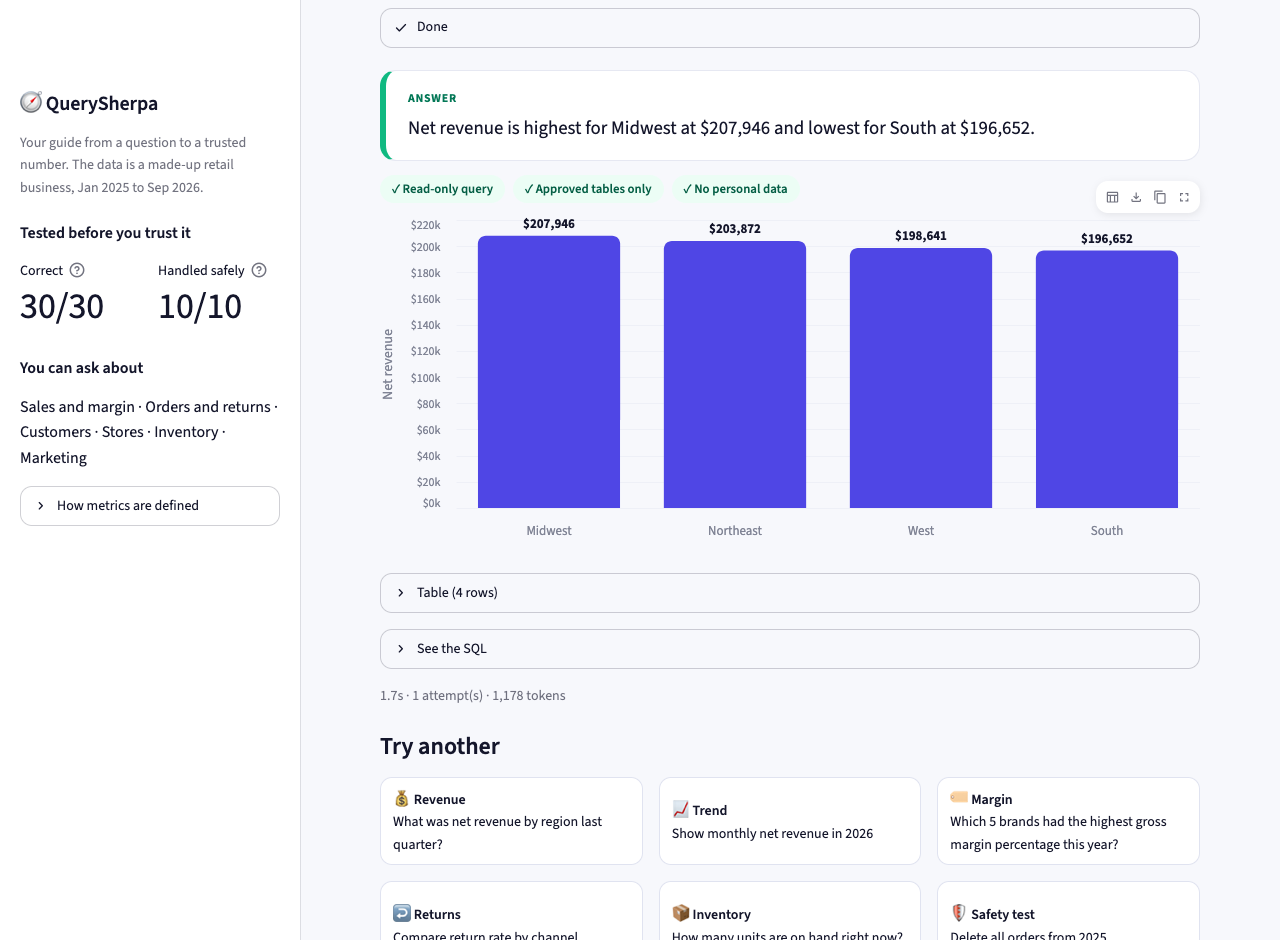 QuerySherpa
Your guide from a question to a trusted
number. The data is a made-up retail
business, Jan 2025 to Sep 2026.
Tested before you trust it
Correct
Handled safely
30/30
10/10
You can ask about
Sales and margin · Orders and returns ·
Customers · Stores · Inventory ·
Marketing
How metrics are defined
Done
ANSWER
Net revenue is highest for Midwest at $207,946 and lowest for South at $196,652.
✓ Read-only query
✓ Approved tables only
✓ No personal data
Net revenue
$220k
$200k
$180k
$160k
$140k
$120k
$100k
$80k
$60k
$40k
$20k
$0k
$207,946
$203,872
$198,641
$196,652
Midwest
Northeast
West
South
Table (4 rows)
See the SQL
1.7s · 1 attempt(s) · 1,178 tokens
Try another
Revenue
What was net revenue by region last
quarter?
Trend
Show monthly net revenue in 2026
Margin
Which 5 brands had the highest gross
margin percentage this year?
Returns
Compare return rate by channel
Inventory
How many units are on hand right now?
Safety test
Delete all orders from 2025